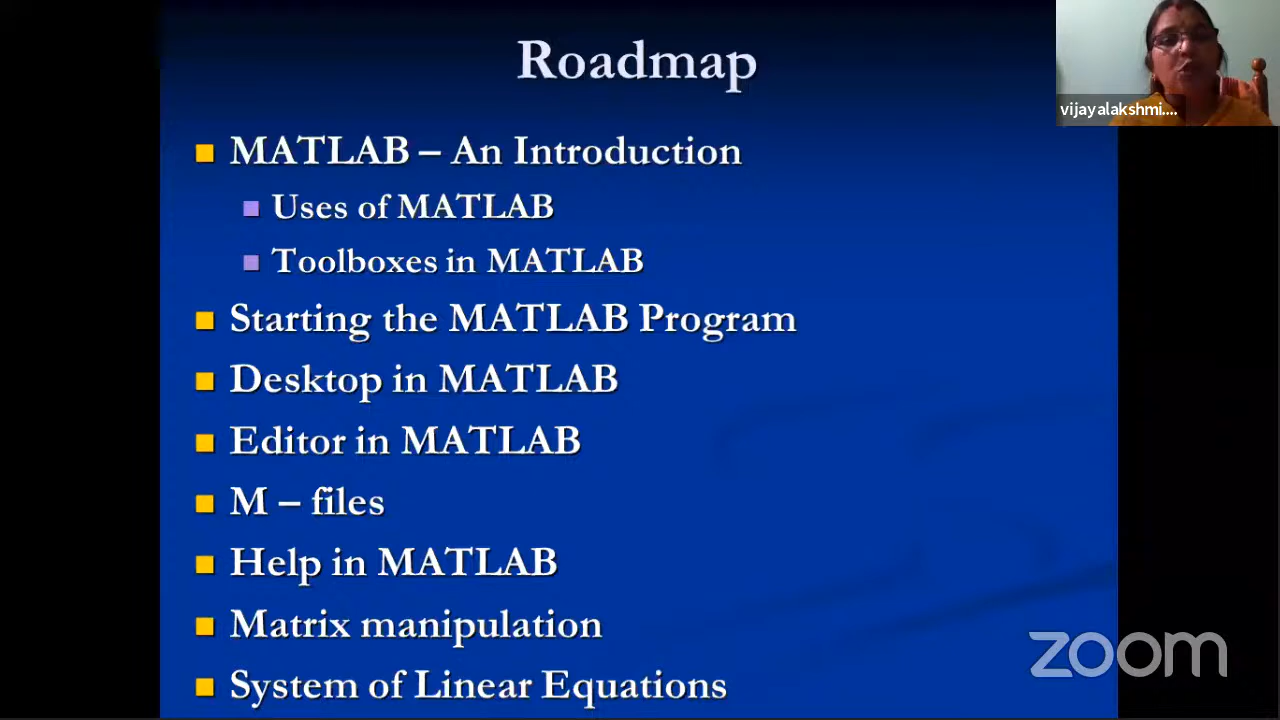 Roadmap
vijayalakshmi....
MATLAB – An Introduction
Uses of MATLAB
Toolboxes in MATLAB
Starting the MATLAB Program
Desktop in MATLAB
Editor in MATLAB
M – files
Help in MATLAB
Matrix manipulation
System of Linear Equations
zoom